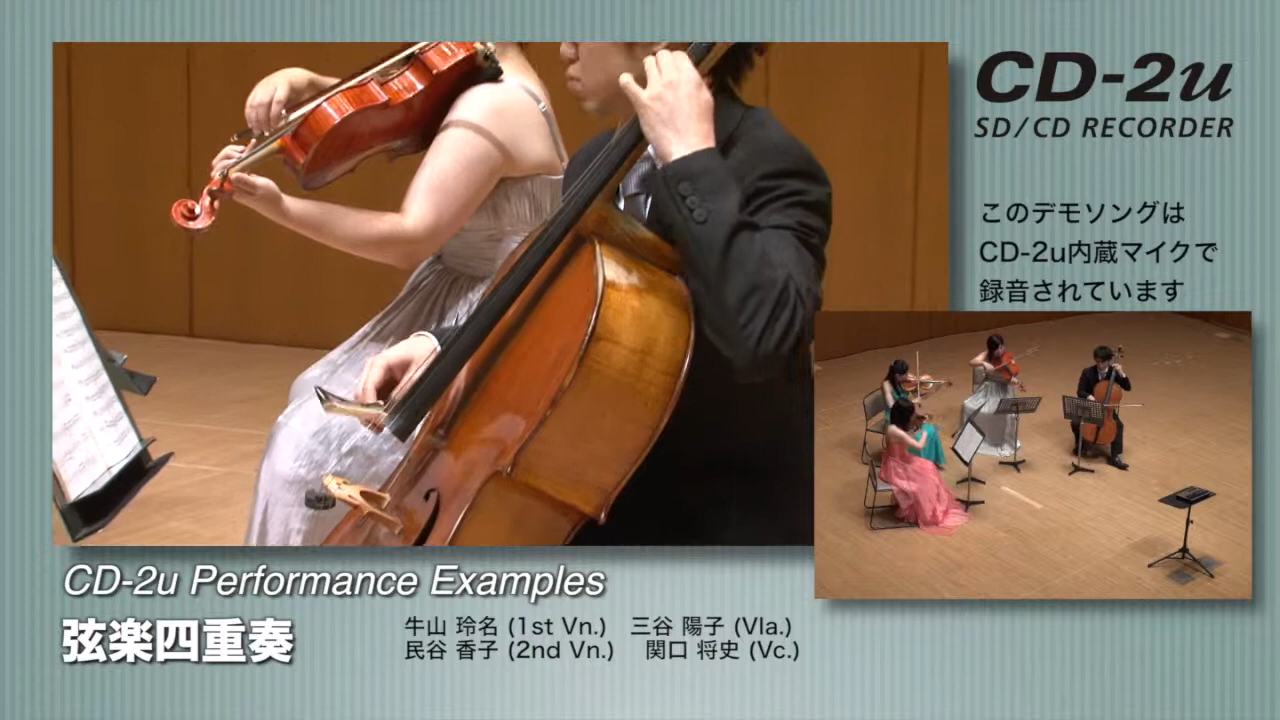 CD-2u
SD/CD RECORDER
このデモソングは
CD-2u内蔵マイクで
録音されています
CD-2u Performance Examples
弦楽四重奏
牛山 玲名 (1st Vn.) 三谷 陽子 (Vla.)
民谷 香子 (2nd Vn.) 関口 将史 (Vc.)